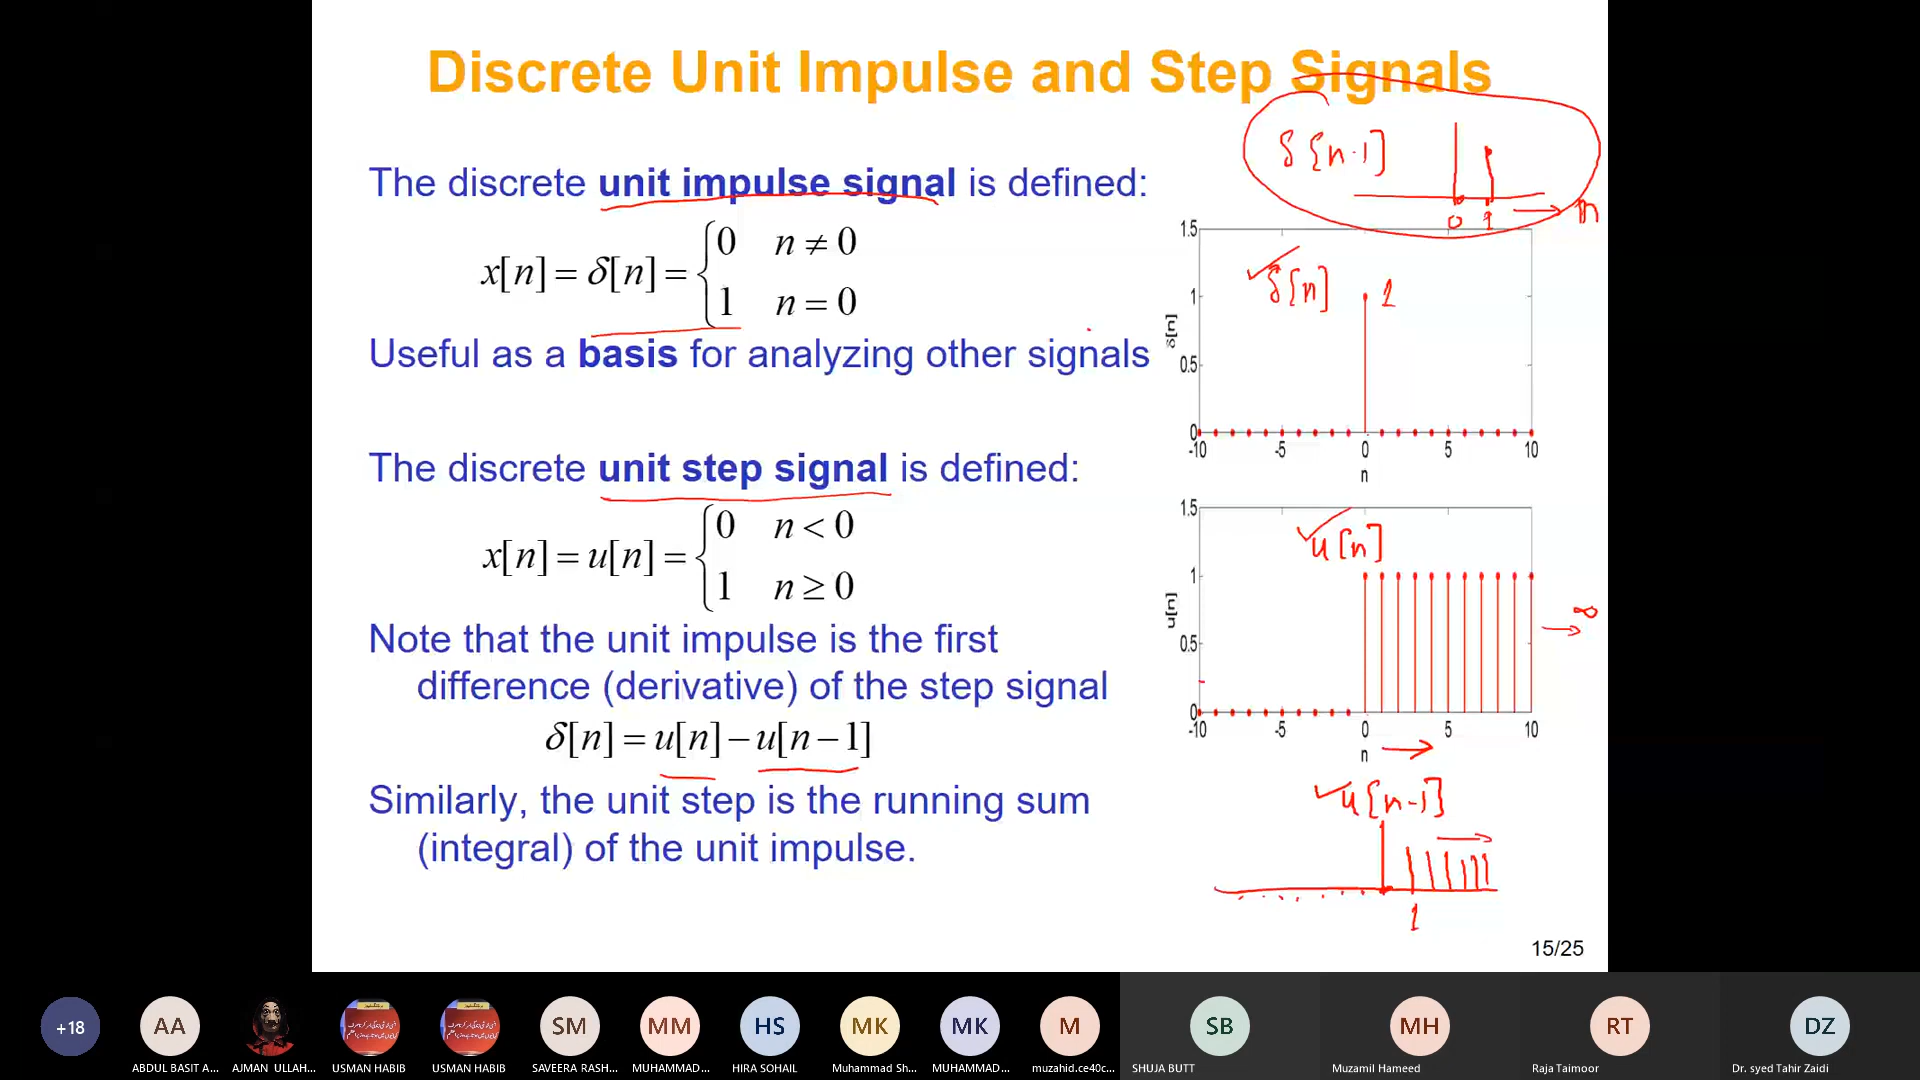 Discrete Unit Impulse and Step Signals
δ[n-1]
0 1 → n
The discrete unit impulse signal is defined:
x[n] = δ[n] = { 0 n ≠ 0
1 n = 0
Useful as a basis for analyzing other signals
1.5
1
0.5
0
δ[n]
δ[n] 1
-10 -5 0 5 10
n
The discrete unit step signal is defined:
x[n] = u[n] = { 0 n < 0
1 n ≥ 0
1.5
1
0.5
0
u[n]
u[n]
→ ∞
-10 -5 0 5 10
n →
Note that the unit impulse is the first
difference (derivative) of the step signal
δ[n] = u[n] − u[n − 1]
Similarly, the unit step is the running sum
(integral) of the unit impulse.
u[n-1]
1
15/25
+18 AA SM MM HS MK MK M SB MH RT DZ
ABDUL BASIT A... AJMAN ULLAH... USMAN HABIB USMAN HABIB SAVEERA RASH... MUHAMMAD... HIRA SOHAIL Muhammad Sh... MUHAMMAD... muzahid.ce40c... SHUJA BUTT Muzamil Hameed Raja Taimoor Dr. syed Tahir Zaidi